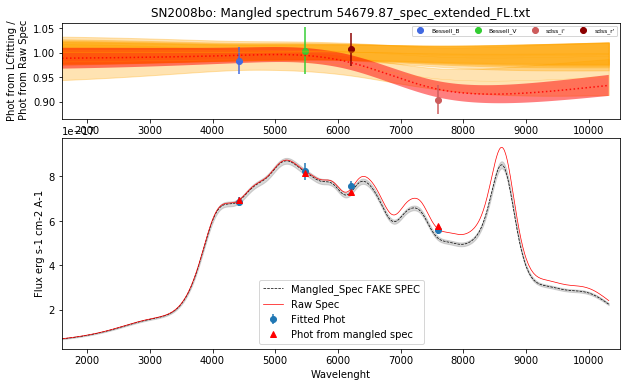 SN2008bo: Mangled spectrum 54679.87_spec_extended_FL.txt
Phot from LCfitting /
Phot from Raw Spec
1.05
1.00
0.95
0.90
Bessell_B
Bessell_V
sdss_i'
sdss_r'
2000 3000 4000 5000 6000 7000 8000 9000 10000
1e−17
Flux erg s-1 cm-2 A-1
8
6
4
2
Mangled_Spec FAKE SPEC
Raw Spec
Fitted Phot
Phot from mangled spec
2000 3000 4000 5000 6000 7000 8000 9000 10000
Wavelenght